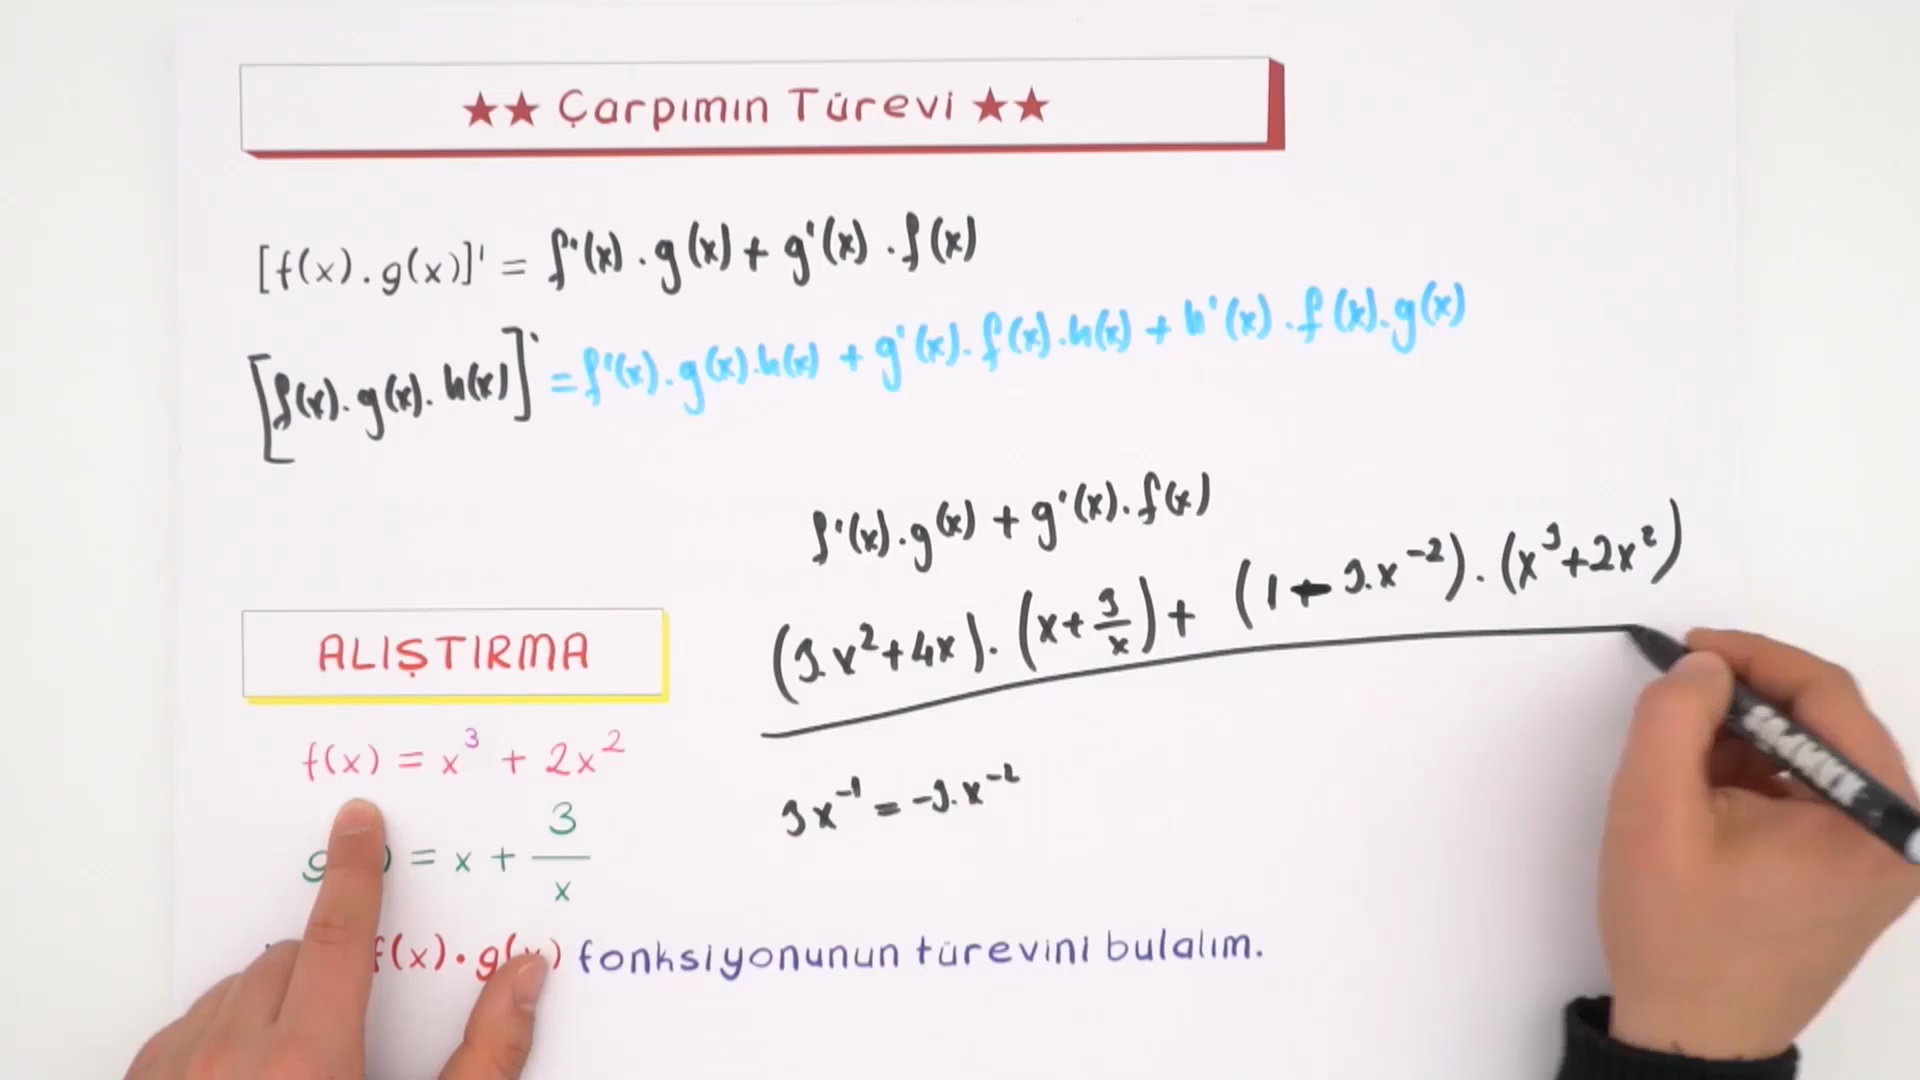 ★★ Çarpımın Türevi ★★
[f(x).g(x)]' = f'(x).g(x) + g'(x).f(x)
[f(x).g(x).h(x)]' = f'(x).g(x).h(x) + g'(x).f(x).h(x) + h'(x).f(x).g(x)
f'(x).g(x) + g'(x).f(x)
(3x²+4x).(x+3/x) + (1-3.x⁻²).(x³+2x²)
ALIŞTIRMA
f(x) = x³ + 2x²
3x⁻¹ = -3.x⁻²
= x + 3/x
f(x).g(x) fonksiyonunun türevini bulalım.
KANPUS